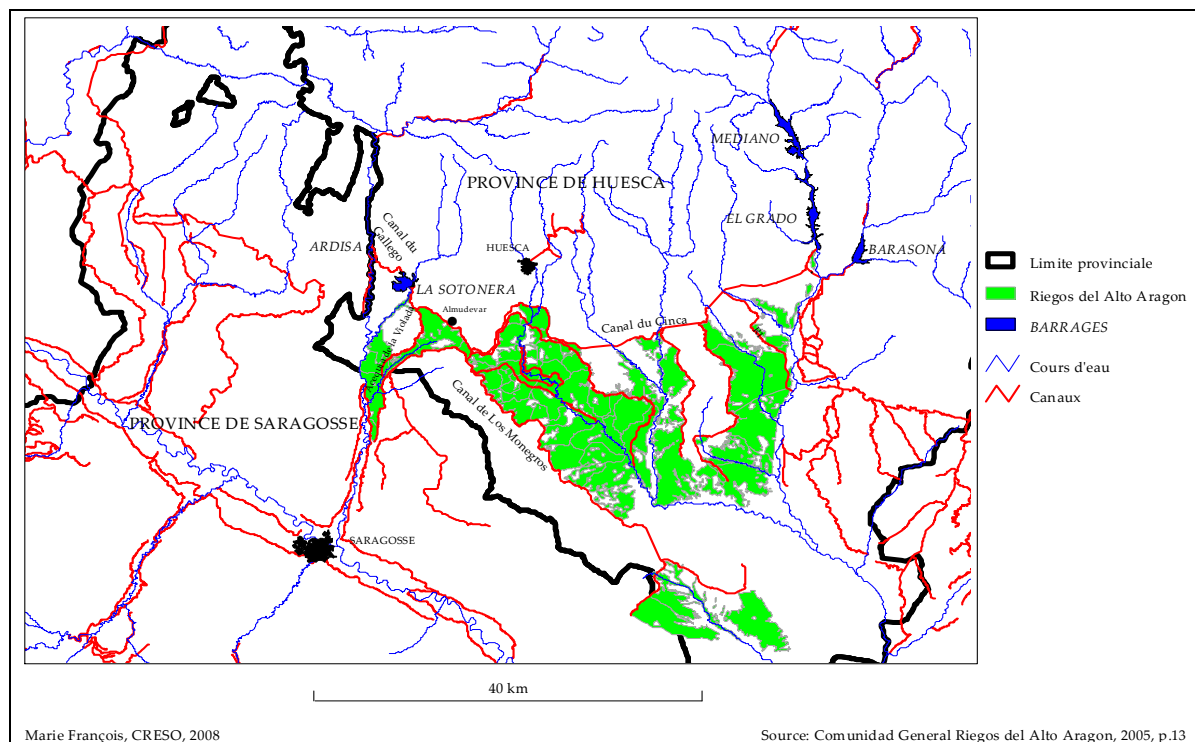 MEDIANO
PROVINCE DE HUESCA
EL GRADO
Canal du
Gallego
ARDISA
HUESCA
BARASONA
LA SOTONERA
Almudevar
Canal du Cinca
Acequia de la Violada
Canal de Los Monegros
PROVINCE DE SARAGOSSE
SARAGOSSE
Limite provinciale
Riegos del Alto Aragon
BARRAGES
Cours d'eau
Canaux
40 km
Marie François, CRESO, 2008
Source: Comunidad General Riegos del Alto Aragon, 2005, p.13